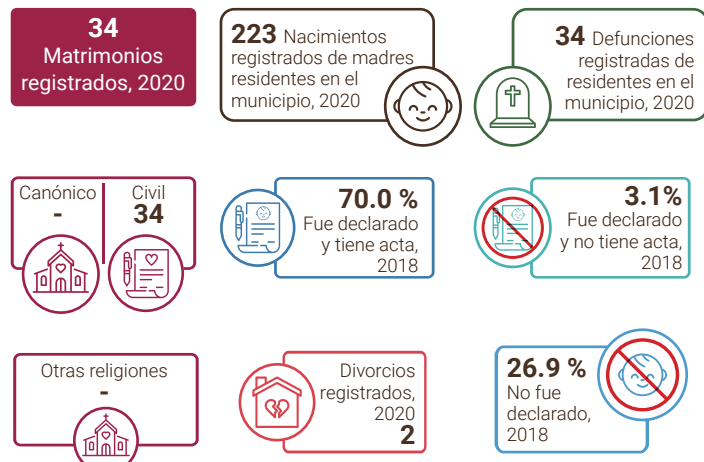 34
Matrimonios
registrados, 2020
223 Nacimientos
registrados de madres
residentes en el
municipio, 2020
34 Defunciones
registradas de
residentes en el
municipio, 2020
Canónico
-
Civil
34
70.0 %
Fue declarado
y tiene acta,
2018
3.1%
Fue declarado
y no tiene acta,
2018
Otras religiones
-
Divorcios
registrados,
2020
2
26.9 %
No fue
declarado,
2018